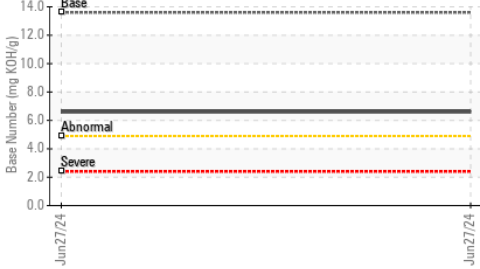 Base Number (mg KOH/g)
14.0
12.0
10.0
8.0
6.0
4.0
2.0
0.0
Base
Abnormal
Severe
Jun27/24
Jun27/24